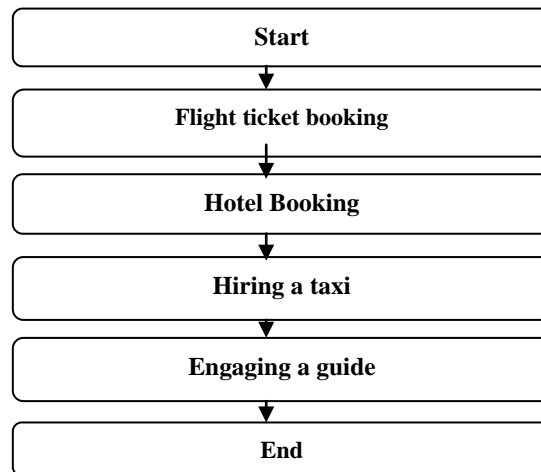 Start
Flight ticket booking
Hotel Booking
Hiring a taxi
Engaging a guide
End